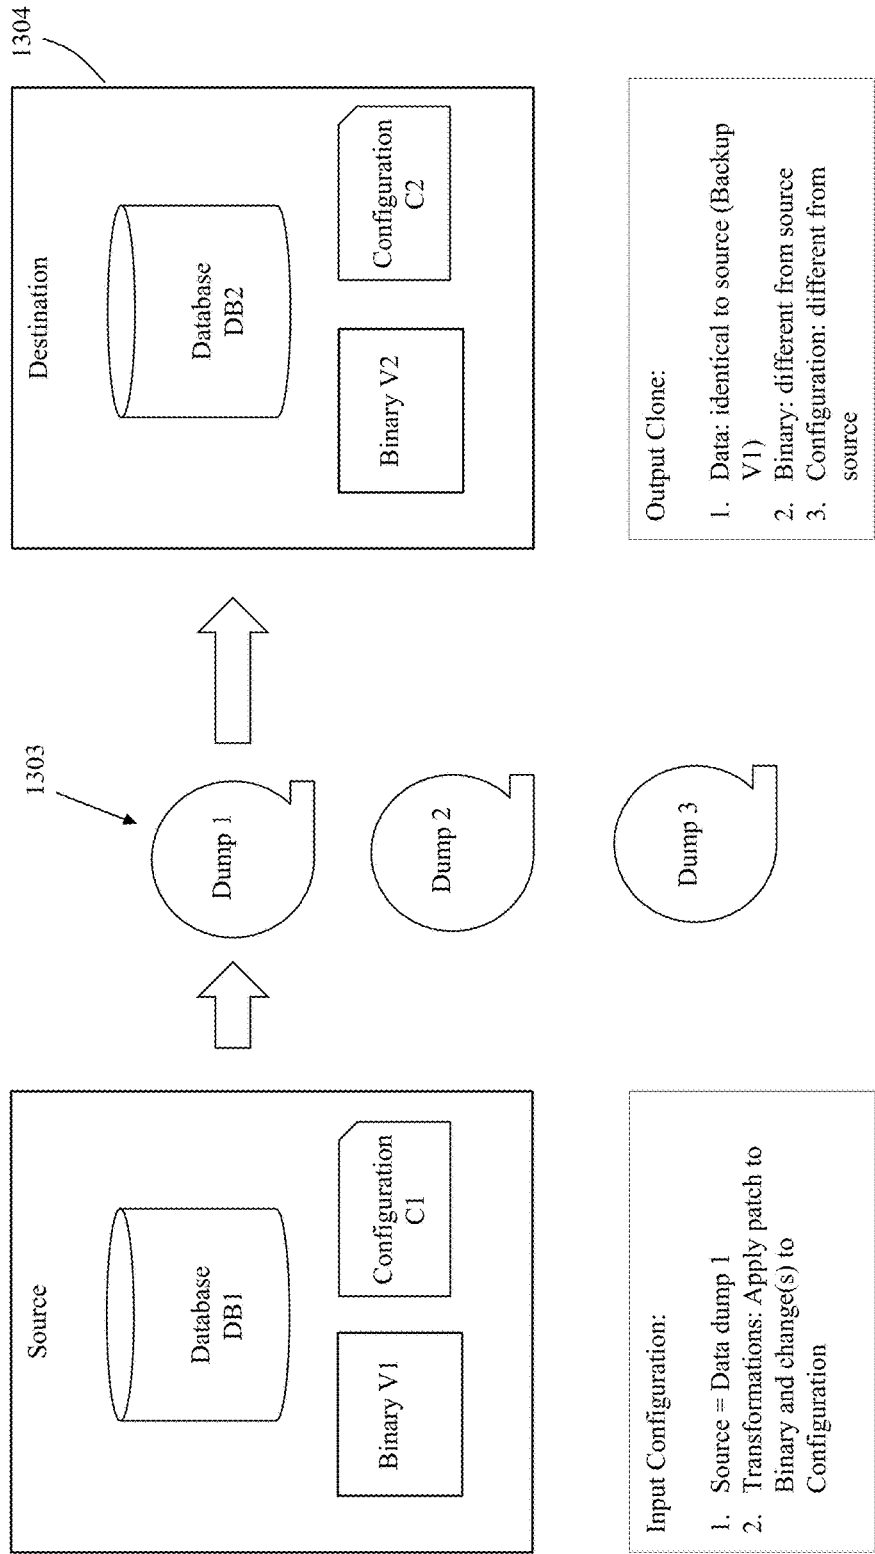 Source
Database
DB1
Binary V1
Configuration
C1
1303
Dump 1
Dump 2
Dump 3
1304
Destination
Database
DB2
Binary V2
Configuration
C2
Input Configuration:
1. Source = Data dump 1
2. Transformations: Apply patch to
Binary and change(s) to
Configuration
Output Clone:
1. Data: identical to source (Backup
V1)
2. Binary: different from source
3. Configuration: different from
source